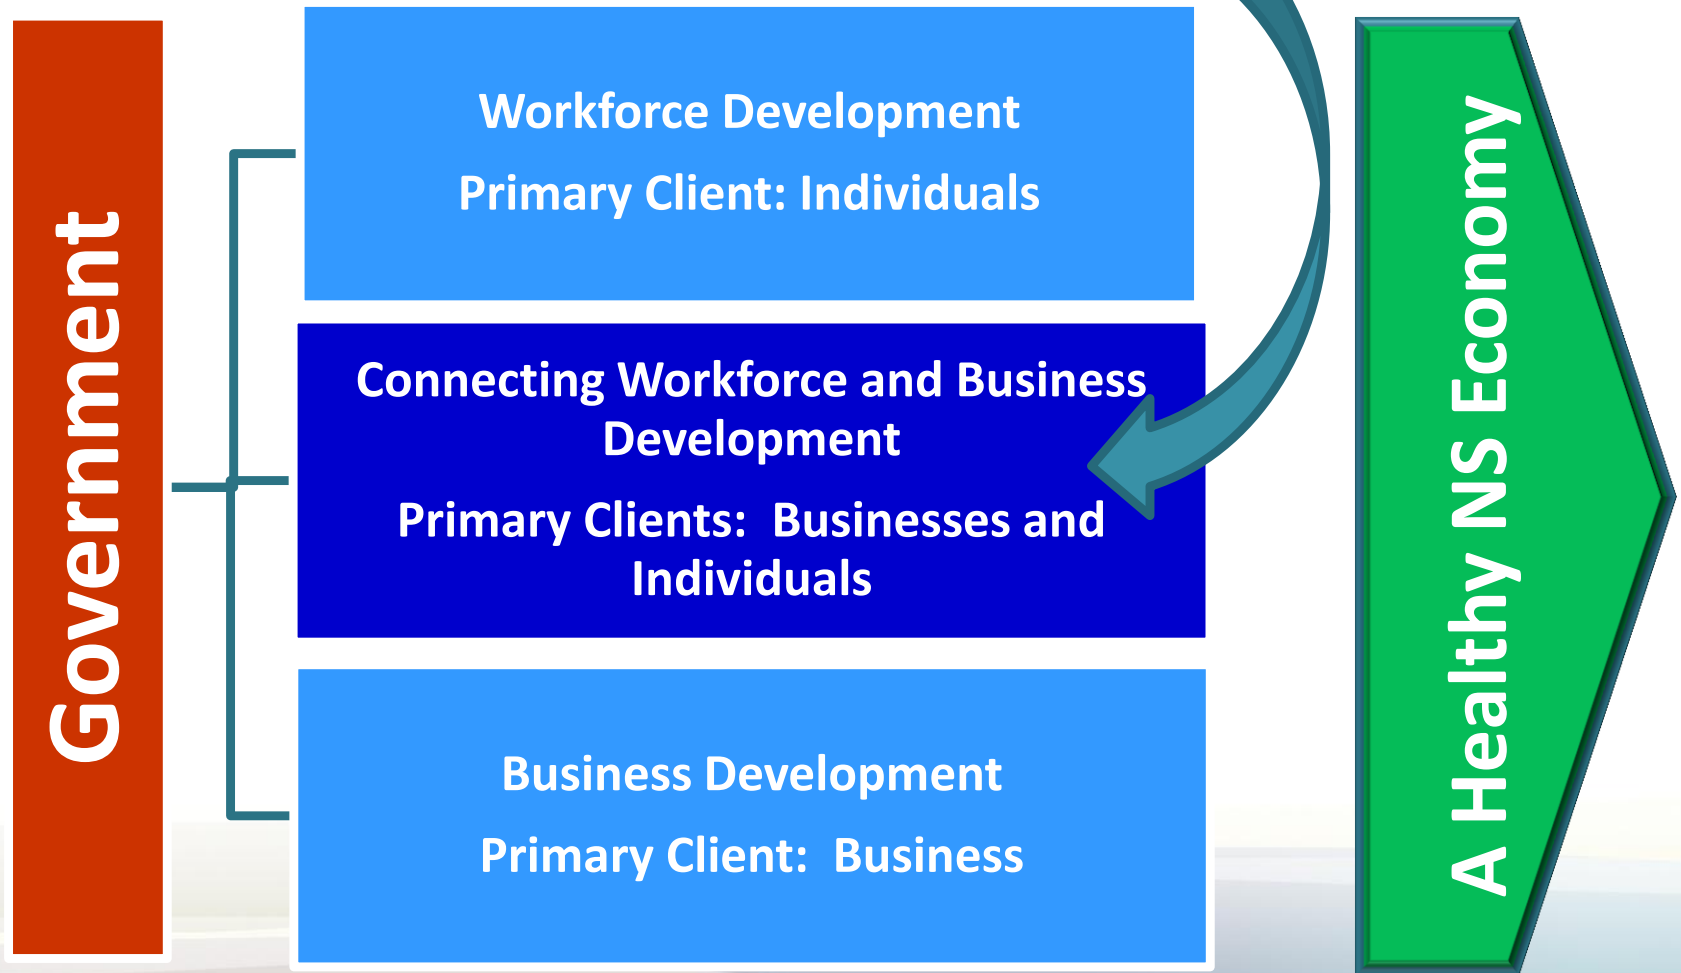 Government
Workforce Development
Primary Client: Individuals
Connecting Workforce and Business
Development
Primary Clients:  Businesses and
Individuals
Business Development
Primary Client:  Business
A Healthy NS Economy